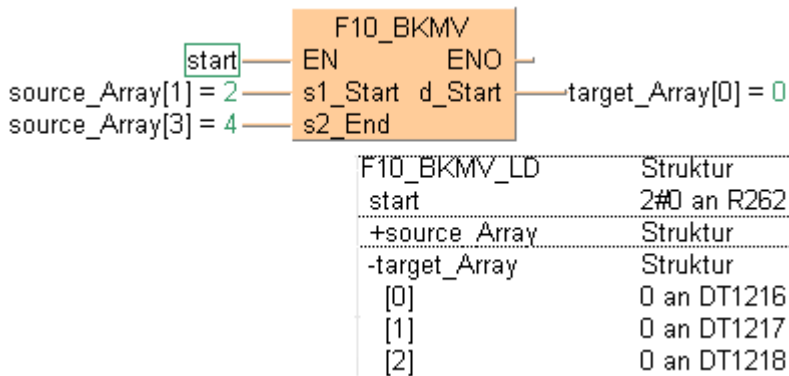 F10_BKMV
start EN ENO
source_Array[1] = 2 s1_Start d_Start target_Array[0] = 0
source_Array[3] = 4 s2_End
F10_BKMV_LD Struktur
start 2#0 an R262
+source_Array Struktur
-target_Array Struktur
[0] 0 an DT1216
[1] 0 an DT1217
[2] 0 an DT1218